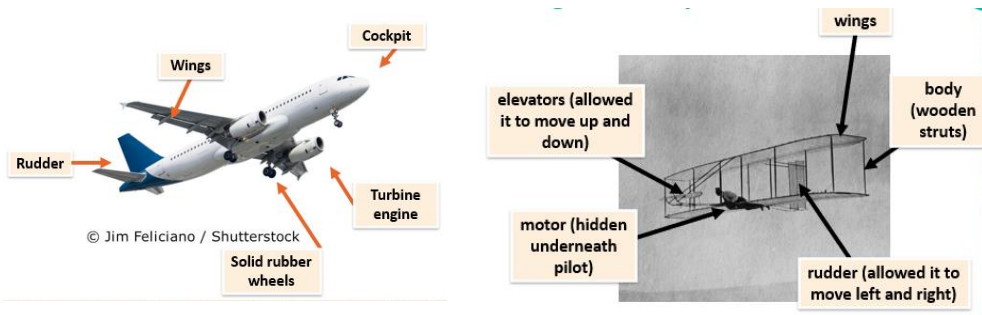 Cockpit
Wings
Rudder
Turbine
engine
© Jim Feliciano / Shutterstock
Solid rubber
wheels
wings
elevators (allowed
it to move up and
down)
body
(wooden
struts)
motor (hidden
underneath
pilot)
rudder (allowed it to
move left and right)